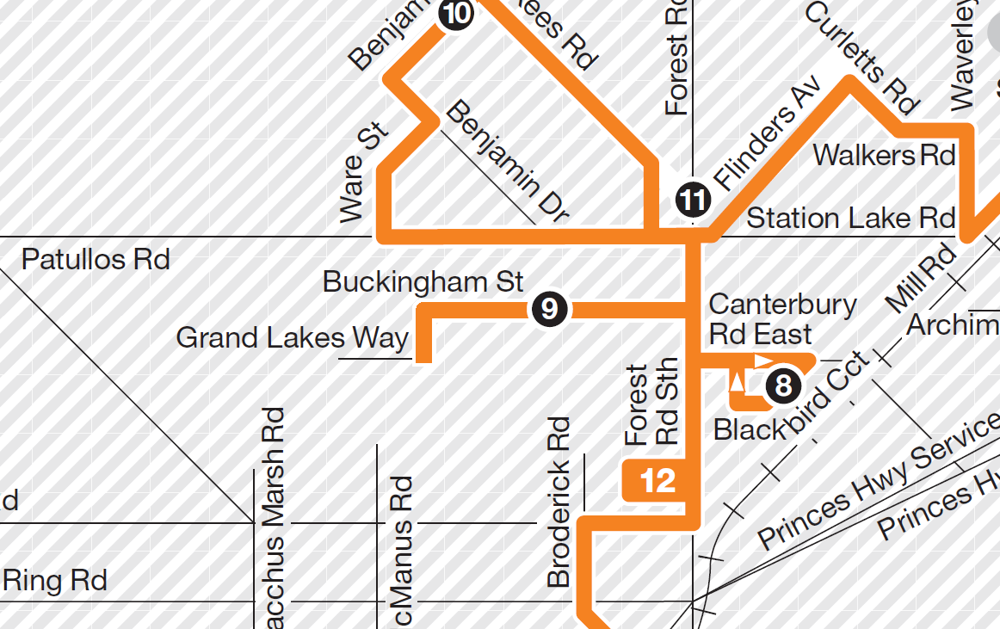 Benjam
10
Rees Rd
Forest Rd
Curletts Rd
Waverley
Flinders Av
Benjamin Dr
Ware St
Walkers Rd
11
Station Lake Rd
Patullos Rd
Buckingham St
9
Canterbury
Rd East
Mill Rd
Archim
Grand Lakes Way
8
Forest
Rd Sth
Blackbird Cct
Princes Hwy Service
Princes Hw
12
Broderick Rd
acchus Marsh Rd
cManus Rd
d
Ring Rd